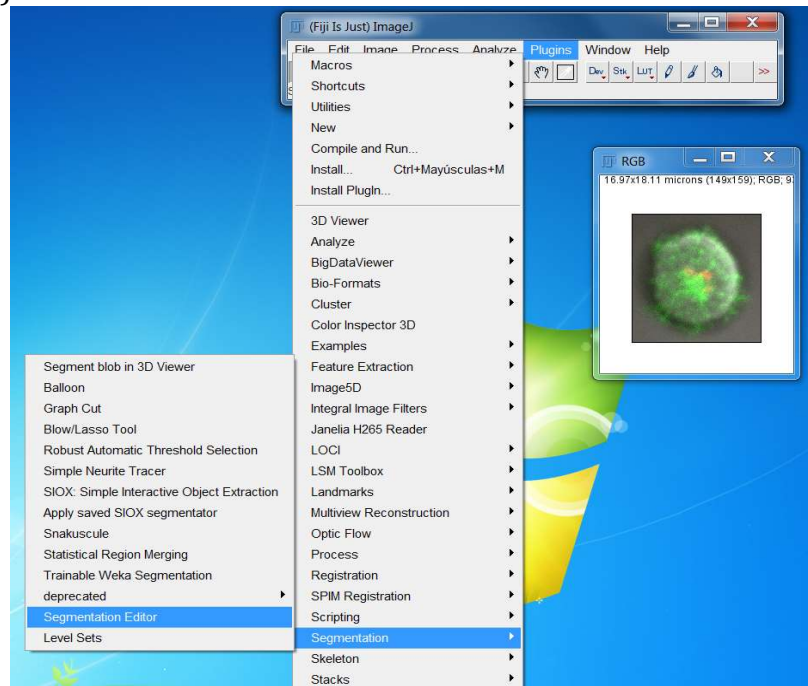 (Fiji Is Just) ImageJ
File Edit Image Process Analyze Plugins Window Help
Dev Stk LUT >>
Macros
Shortcuts
Utilities
New
Compile and Run...
Install... Ctrl+Mayúsculas+M
Install PlugIn...
3D Viewer
Analyze
BigDataViewer
Bio-Formats
Cluster
Color Inspector 3D
Examples
Feature Extraction
Image5D
Integral Image Filters
Janelia H265 Reader
LOCI
LSM Toolbox
Landmarks
Multiview Reconstruction
Optic Flow
Process
Registration
SPIM Registration
Scripting
Segmentation
Skeleton
Stacks
Segment blob in 3D Viewer
Balloon
Graph Cut
Blow/Lasso Tool
Robust Automatic Threshold Selection
Simple Neurite Tracer
SIOX: Simple Interactive Object Extraction
Apply saved SIOX segmentator
Snakuscule
Statistical Region Merging
Trainable Weka Segmentation
deprecated
Segmentation Editor
Level Sets
RGB
16.97x18.11 microns (149x159); RGB; 9